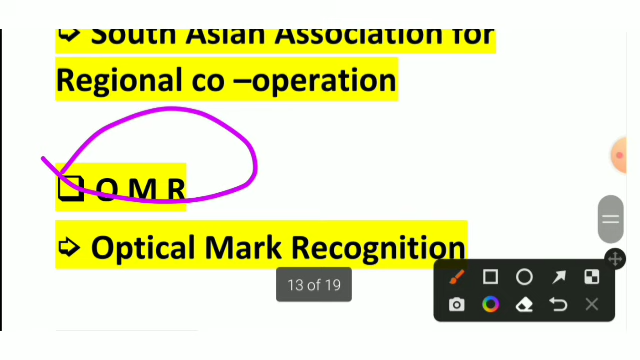 ➩ South Asian Association for
Regional co –operation
❑ O M R
➩ Optical Mark Recognition
13 of 19